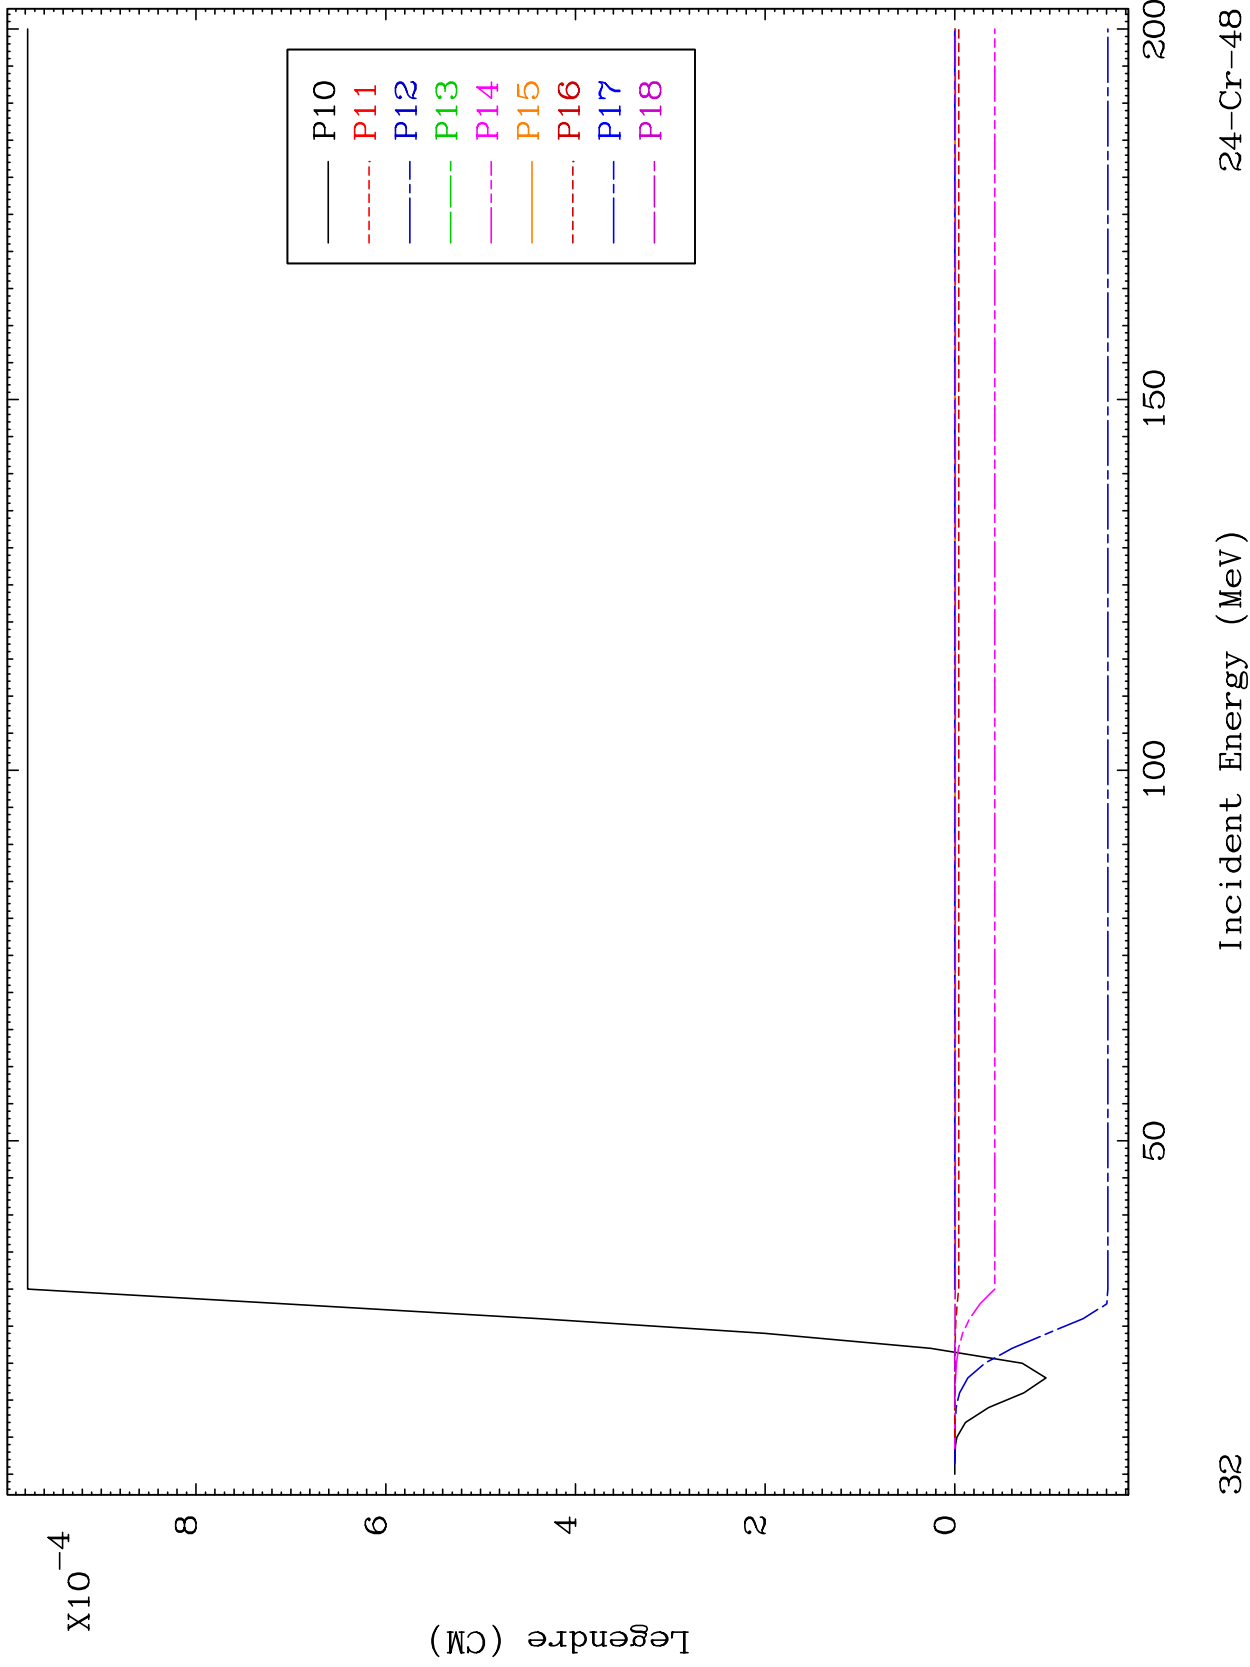 X10-4
8
6
4
2
0
Legendre (CM)
P10
P11
P12
P13
P14
P15
P16
P17
P18
50
100
150
200
32
Incident Energy (MeV)
24-Cr-48